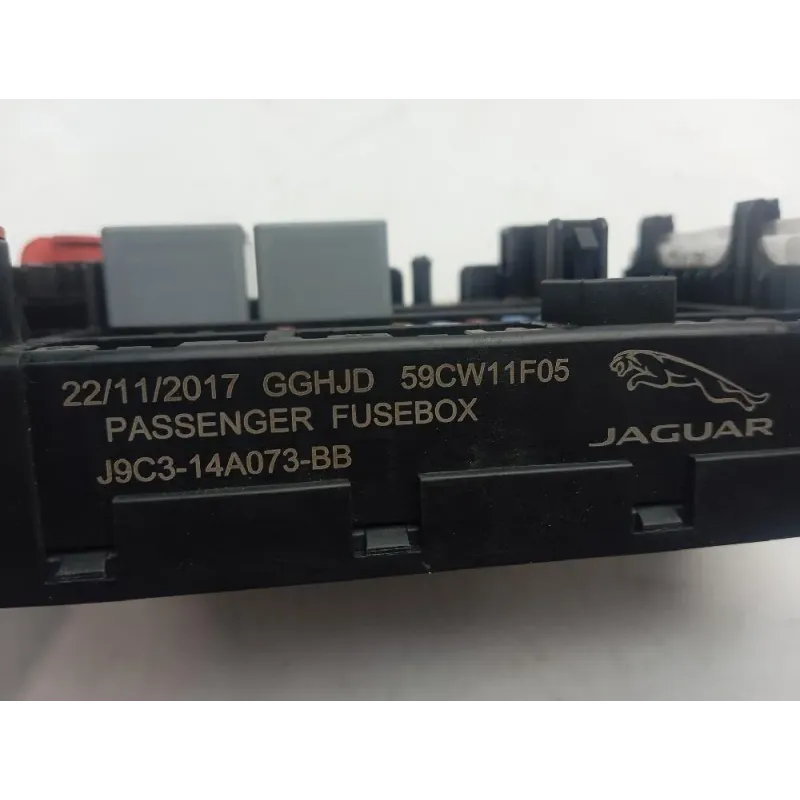 22/11/2017 GGHJD 59CW11F05
PASSENGER FUSEBOX
J9C3-14A073-BB
JAGUAR